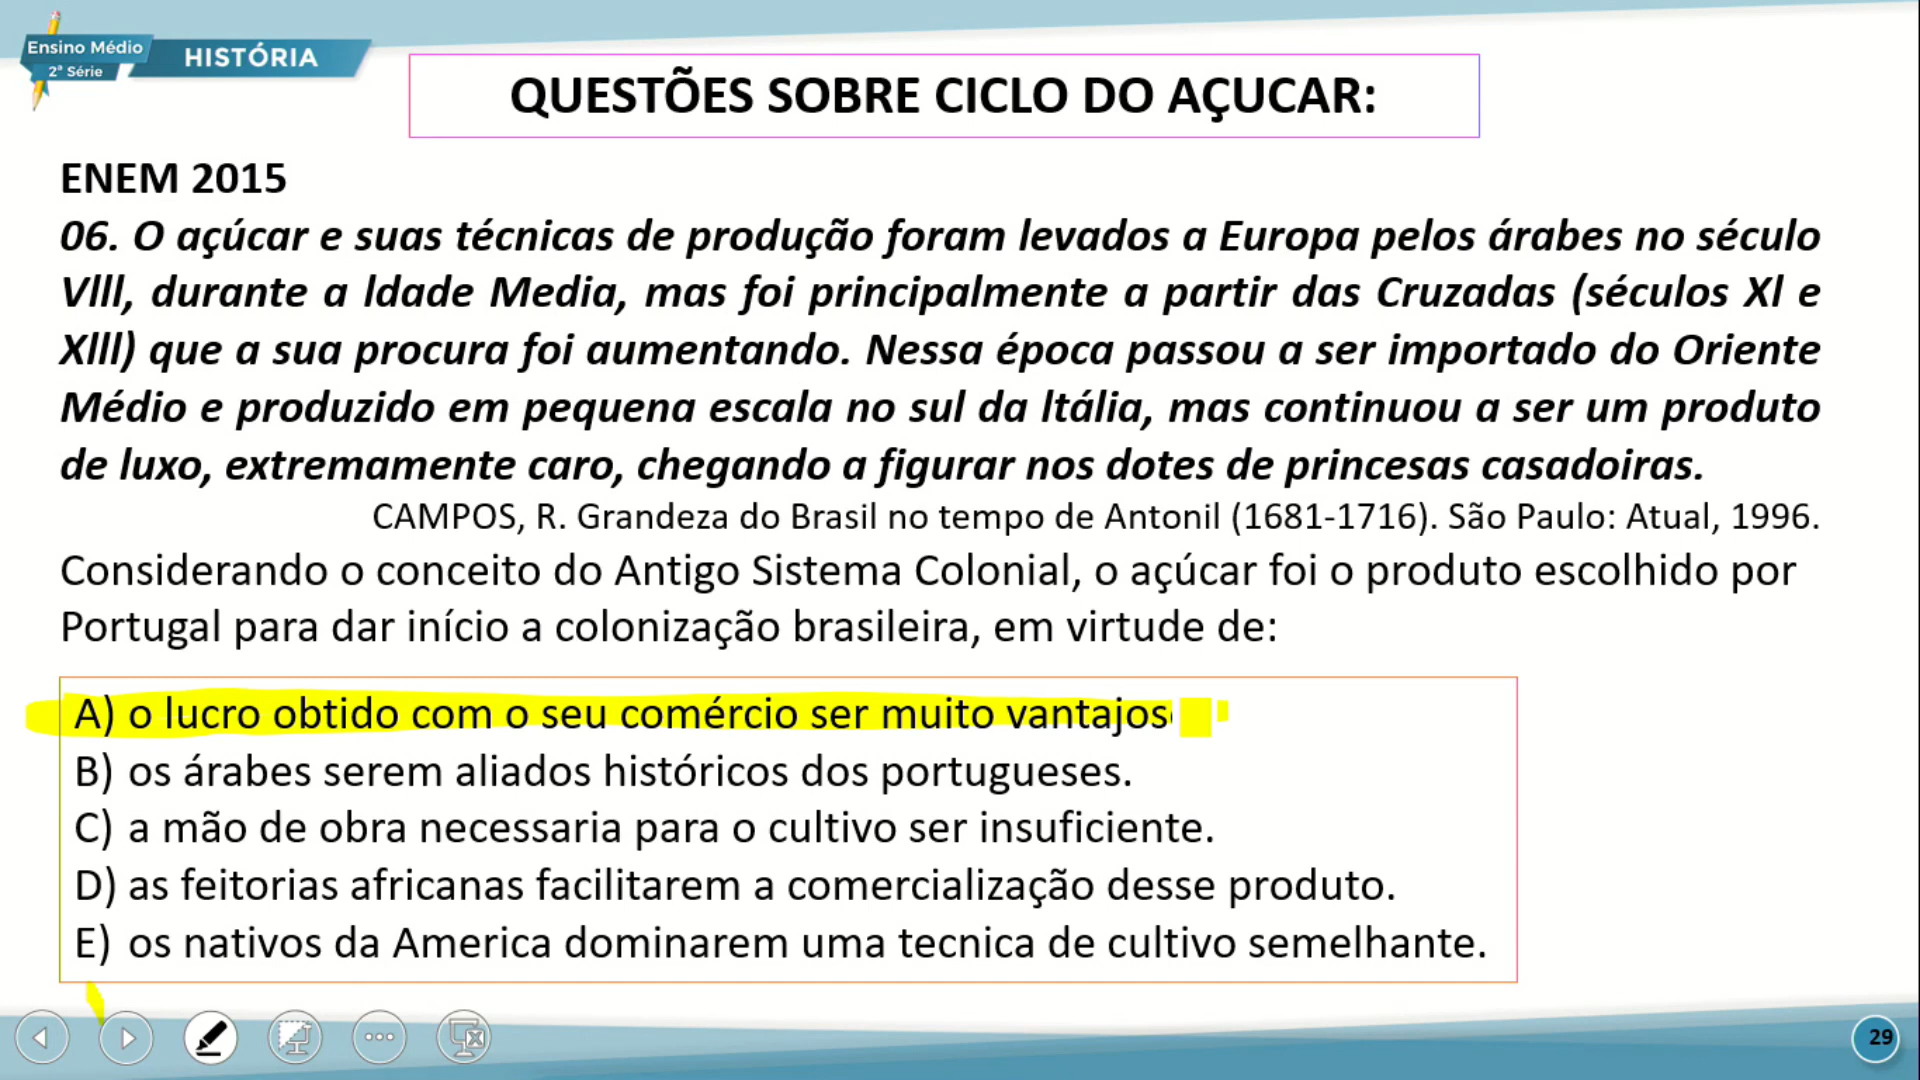 Ensino Médio
2ª Série
HISTÓRIA
QUESTÕES SOBRE CICLO DO AÇUCAR:
ENEM 2015
06. O açúcar e suas técnicas de produção foram levados a Europa pelos árabes no século
Vlll, durante a ldade Media, mas foi principalmente a partir das Cruzadas (séculos Xl e
Xlll) que a sua procura foi aumentando. Nessa época passou a ser importado do Oriente
Médio e produzido em pequena escala no sul da ltália, mas continuou a ser um produto
de luxo, extremamente caro, chegando a figurar nos dotes de princesas casadoiras.
CAMPOS, R. Grandeza do Brasil no tempo de Antonil (1681-1716). São Paulo: Atual, 1996.
Considerando o conceito do Antigo Sistema Colonial, o açúcar foi o produto escolhido por
Portugal para dar início a colonização brasileira, em virtude de:
A) o lucro obtido com o seu comércio ser muito vantajos
B) os árabes serem aliados históricos dos portugueses.
C) a mão de obra necessaria para o cultivo ser insuficiente.
D) as feitorias africanas facilitarem a comercialização desse produto.
E) os nativos da America dominarem uma tecnica de cultivo semelhante.
29